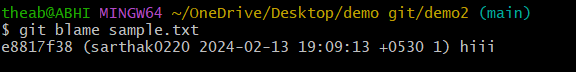 theab@ABHI MINGW64 ~/OneDrive/Desktop/demo git/demo2 (main)
$ git blame sample.txt
e8817f38 (sarthak0220 2024-02-13 19:09:13 +0530 1) hiii